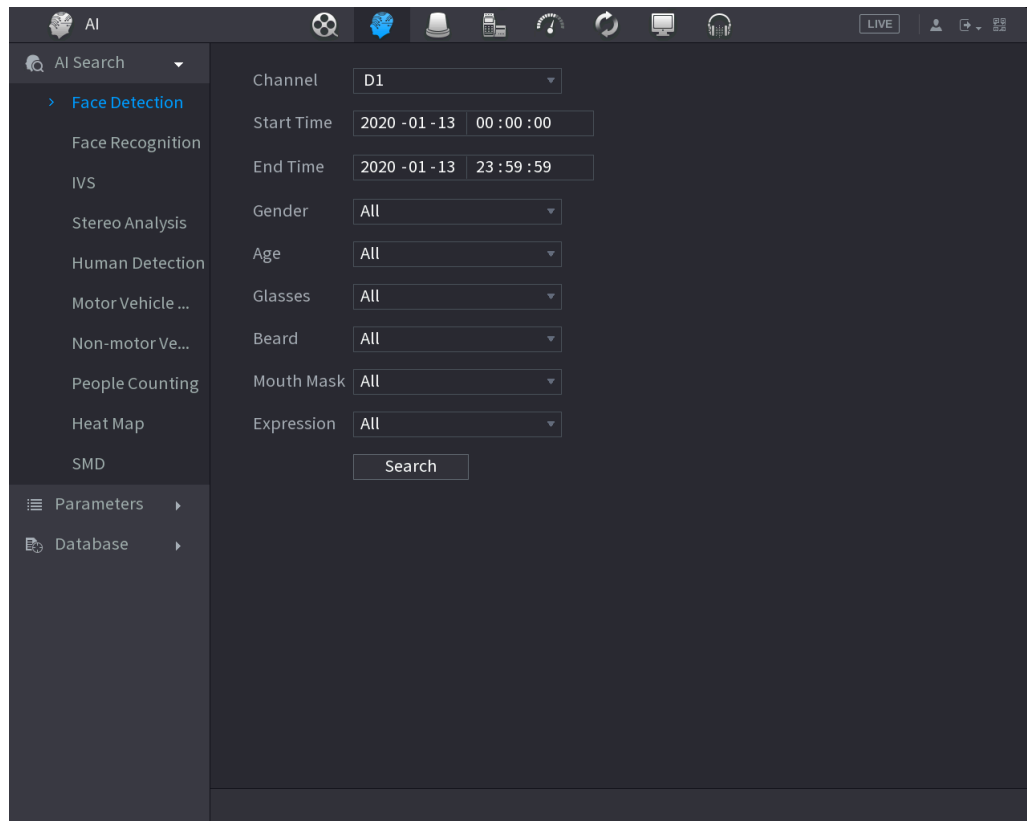 AI
LIVE
AI Search
Face Detection
Face Recognition
IVS
Stereo Analysis
Human Detection
Motor Vehicle ...
Non-motor Ve...
People Counting
Heat Map
SMD
Parameters
Database
Channel D1
Start Time 2020 -01 -13 00 :00 :00
End Time 2020 -01 -13 23 :59 :59
Gender All
Age All
Glasses All
Beard All
Mouth Mask All
Expression All
Search